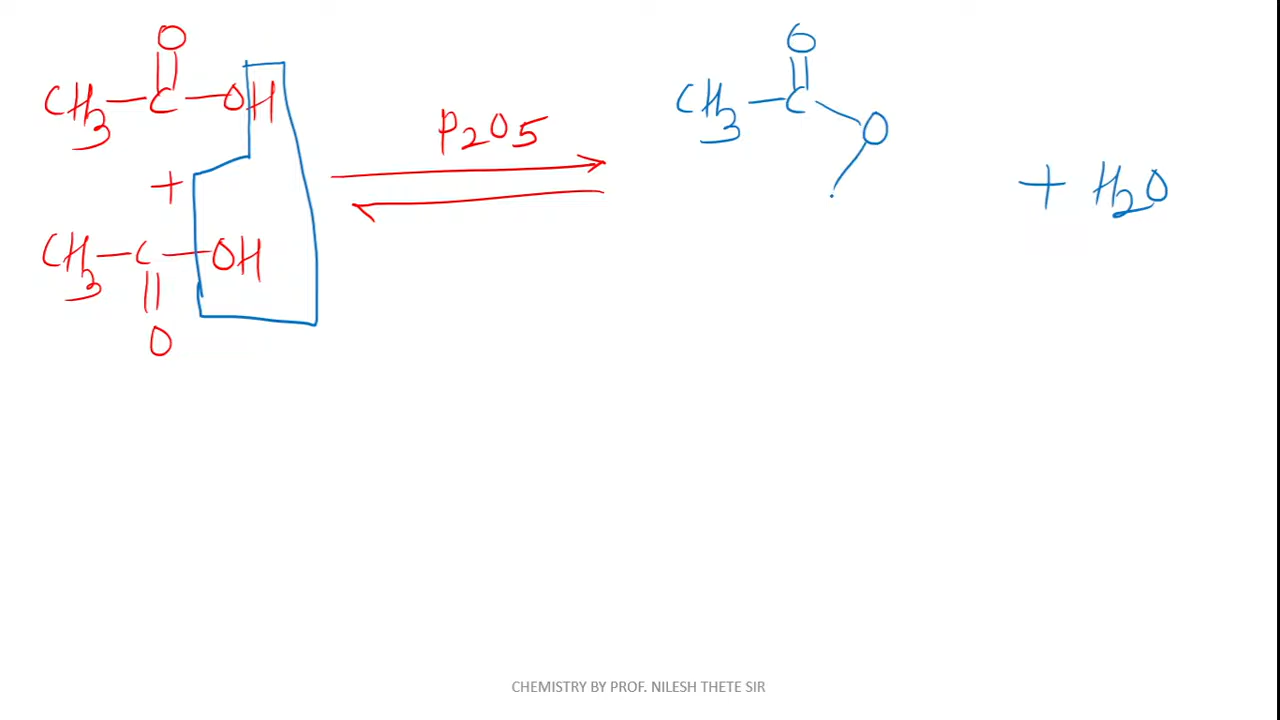 O
CH3—C—OH
+
CH3—C—OH
O
P2O5
O
CH3—C
O
+ H2O
CHEMISTRY BY PROF. NILESH THETE SIR